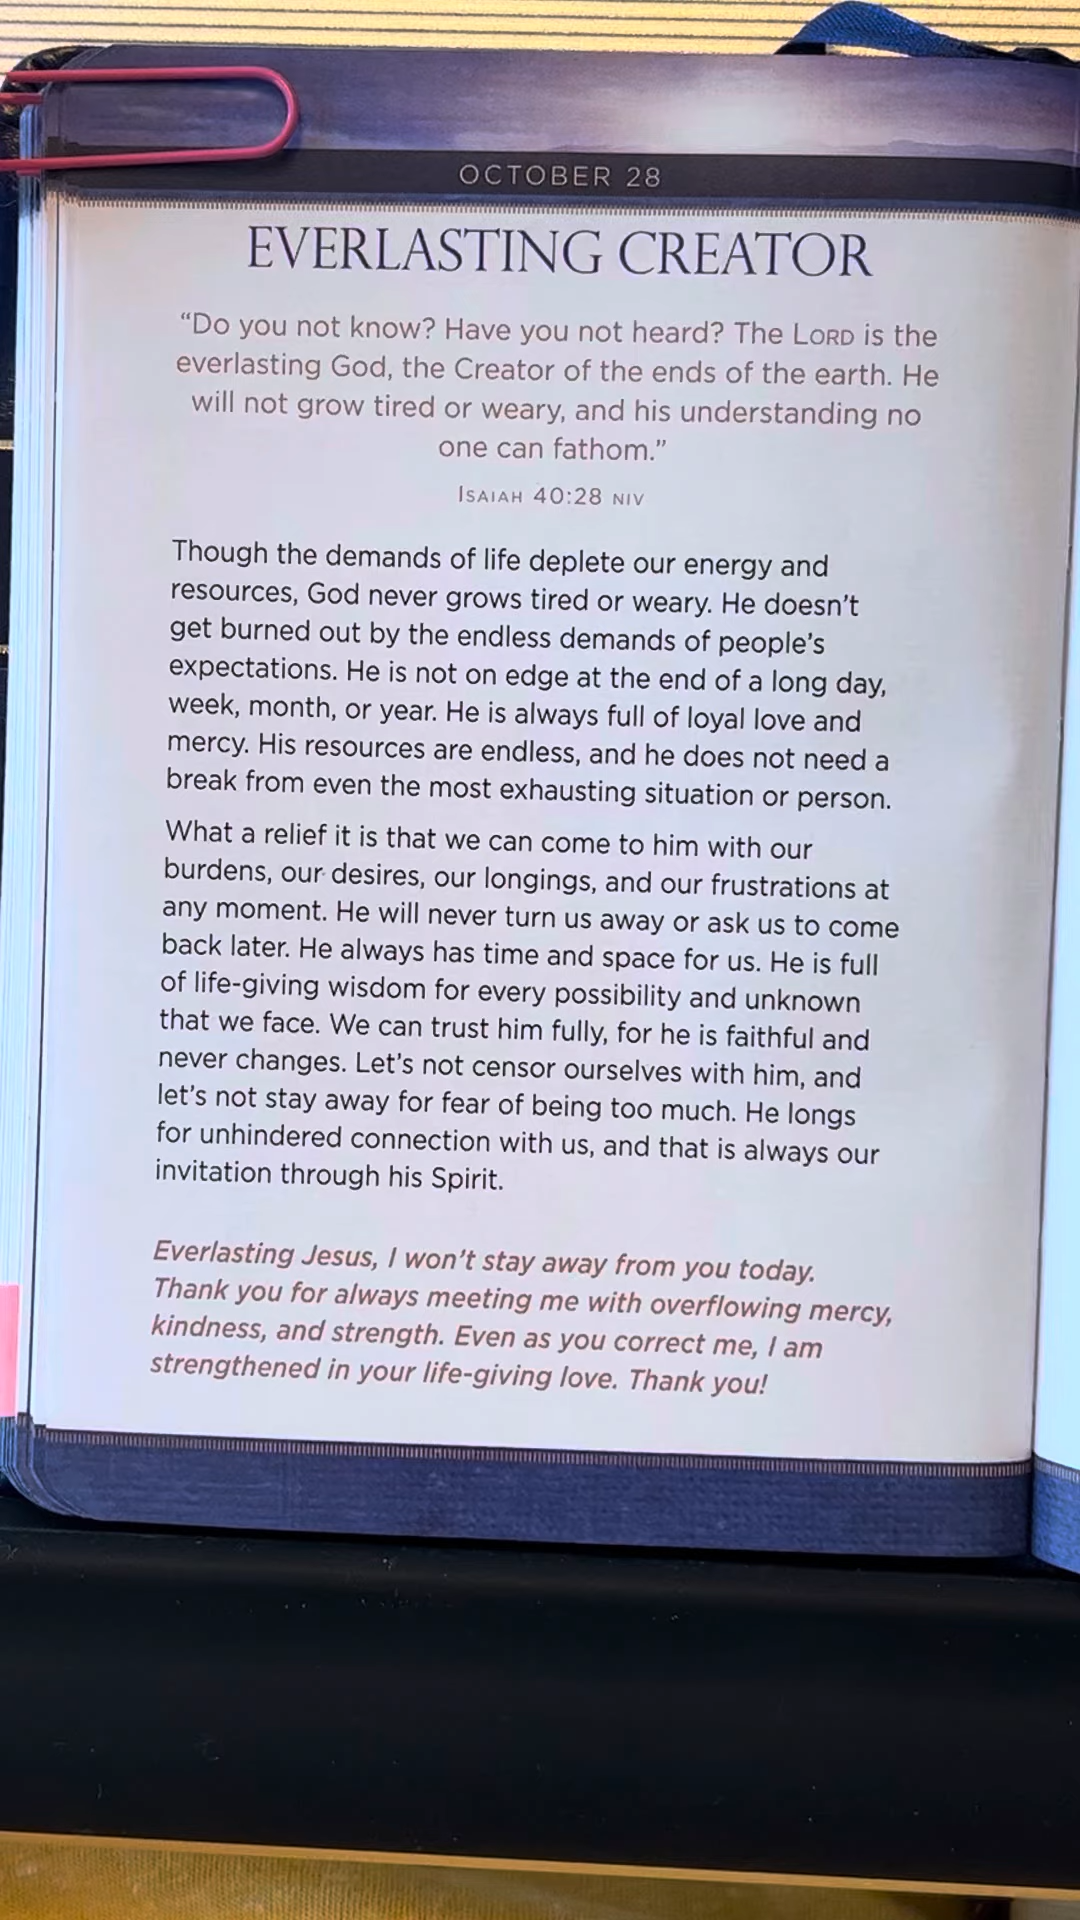 OCTOBER 28
EVERLASTING CREATOR
“Do you not know? Have you not heard? The LORD is the
everlasting God, the Creator of the ends of the earth. He
will not grow tired or weary, and his understanding no
one can fathom.”
ISAIAH 40:28 NIV
Though the demands of life deplete our energy and
resources, God never grows tired or weary. He doesn’t
get burned out by the endless demands of people’s
expectations. He is not on edge at the end of a long day,
week, month, or year. He is always full of loyal love and
mercy. His resources are endless, and he does not need a
break from even the most exhausting situation or person.
What a relief it is that we can come to him with our
burdens, our desires, our longings, and our frustrations at
any moment. He will never turn us away or ask us to come
back later. He always has time and space for us. He is full
of life-giving wisdom for every possibility and unknown
that we face. We can trust him fully, for he is faithful and
never changes. Let’s not censor ourselves with him, and
let’s not stay away for fear of being too much. He longs
for unhindered connection with us, and that is always our
invitation through his Spirit.
Everlasting Jesus, I won’t stay away from you today.
Thank you for always meeting me with overflowing mercy,
kindness, and strength. Even as you correct me, I am
strengthened in your life-giving love. Thank you!